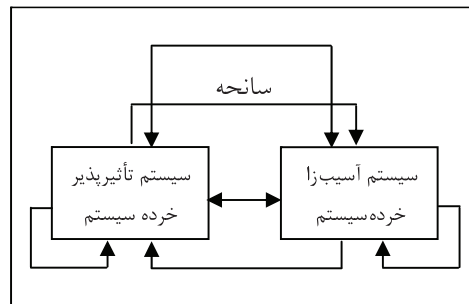 سانحه
سیستم آسیب‌زا
خرده‌سیستم
سیستم تأثیرپذیر
خرده سیستم